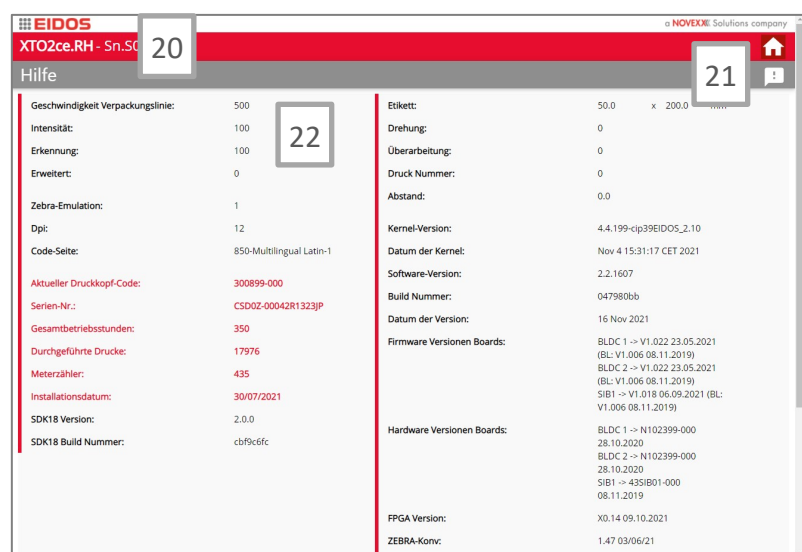 EIDOS
a NOVEXX Solutions company
XTO2ce.RH - Sn.S0
20
21
Hilfe
22
Geschwindigkeit Verpackungslinie: 500
Intensität: 100
Erkennung: 100
Erweitert: 0
Zebra-Emulation: 1
Dpi: 12
Code-Seite: 850-Multilingual Latin-1
Aktueller Druckkopf-Code: 300899-000
Serien-Nr.: CSD0Z-00042R1323JP
Gesamtbetriebsstunden: 350
Durchgeführte Drucke: 17976
Meterzähler: 435
Installationsdatum: 30/07/2021
SDK18 Version: 2.0.0
SDK18 Build Nummer: cbf9c6fc
Etikett: 50.0 x 200.0 mm
Drehung: 0
Überarbeitung: 0
Druck Nummer: 0
Abstand: 0.0
Kernel-Version: 4.4.199-cip39EIDOS_2.10
Datum der Kernel: Nov 4 15:31:17 CET 2021
Software-Version: 2.2.1607
Build Nummer: 047980bb
Datum der Version: 16 Nov 2021
Firmware Versionen Boards: BLDC 1 -> V1.022 23.05.2021
(BL: V1.006 08.11.2019)
BLDC 2 -> V1.022 23.05.2021
(BL: V1.006 08.11.2019)
SIB1 -> V1.018 06.09.2021 (BL:
V1.006 08.11.2019)
Hardware Versionen Boards: BLDC 1 -> N102399-000
28.10.2020
BLDC 2 -> N102399-000
28.10.2020
SIB1 -> 43SIB01-000
08.11.2019
FPGA Version: X0.14 09.10.2021
ZEBRA-Konv: 1.47 03/06/21